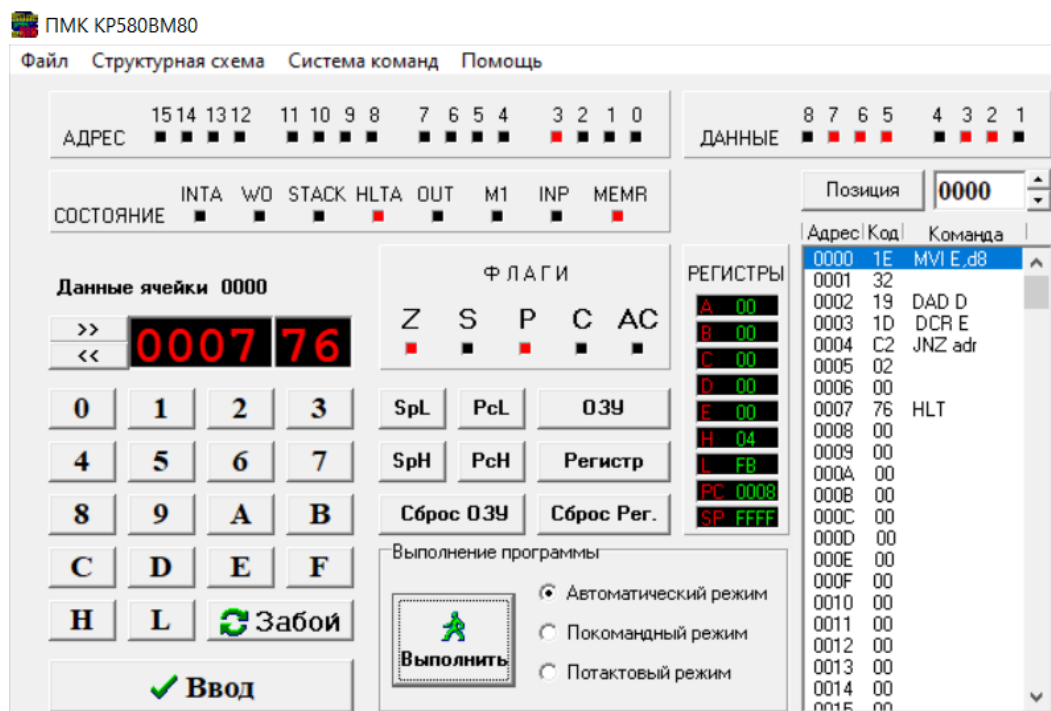 ПМК КР580ВМ80
Файл Структурная схема Система команд Помощь
15 14 13 12 11 10 9 8 7 6 5 4 3 2 1 0
АДРЕС
8 7 6 5 4 3 2 1
ДАННЫЕ
INTA WO STACK HLTA OUT M1 INP MEMR
СОСТОЯНИЕ
Позиция 0000
Данные ячейки 0000
>>
<<
0007 76
ФЛАГИ
Z S P C AC
РЕГИСТРЫ
A 00
B 00
C 00
D 00
E 00
H 04
L FB
PC 0008
SP FFFF
Адрес Код Команда
0000 1E MVI E,d8
0001 32
0002 19 DAD D
0003 1D DCR E
0004 C2 JNZ adr
0005 02
0006 00
0007 76 HLT
0008 00
0009 00
000A 00
000B 00
000C 00
000D 00
000E 00
000F 00
0010 00
0011 00
0012 00
0013 00
0014 00
0015 00
0 1 2 3
4 5 6 7
8 9 A B
C D E F
H L Забой
Ввод
SpL PcL ОЗУ
SpH PcH Регистр
Сброс ОЗУ Сброс Рег.
Выполнение программы
Выполнить
Автоматический режим
Покомандный режим
Потактовый режим